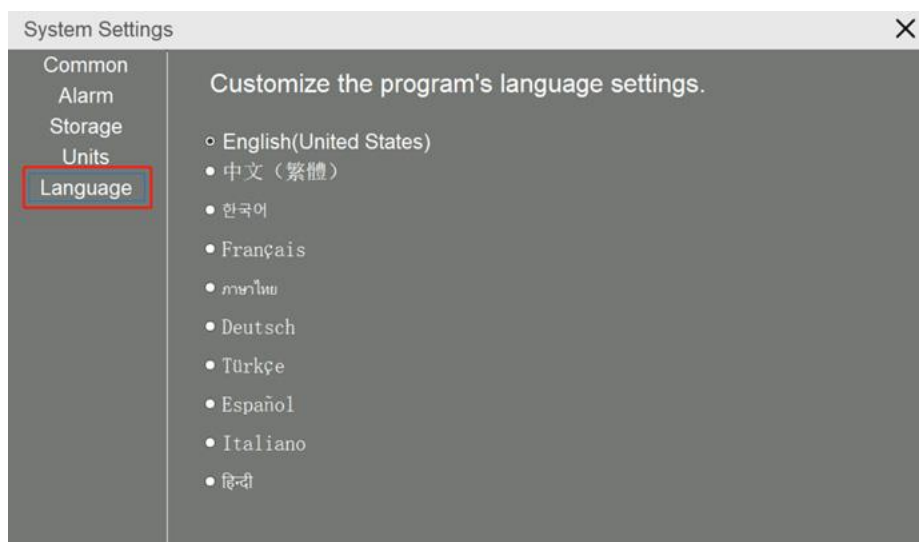 System Settings
Common
Alarm
Storage
Units
Language
Customize the program's language settings.
English(United States)
中文（繁體）
한국어
Français
ภาษาไทย
Deutsch
Türkçe
Español
Italiano
हिन्दी